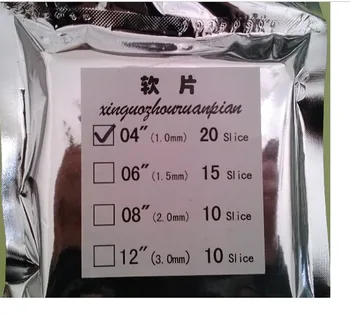 软片
xinguozhouruanpian
☑ 04″ (1.0mm) 20 Slice
☐ 06″ (1.5mm) 15 Slice
☐ 08″ (2.0mm) 10 Slice
☐ 12″ (3.0mm) 10 Slice